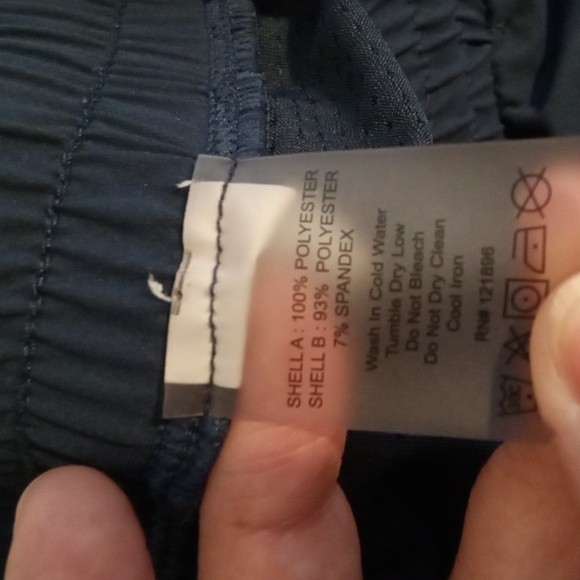 SHELL A : 100% POLYESTER
SHELL B : 93% POLYESTER
7% SPANDEX
Wash In Cold Water
Tumble Dry Low
Do Not Bleach
Do Not Dry Clean
Cool Iron
RN# 121896